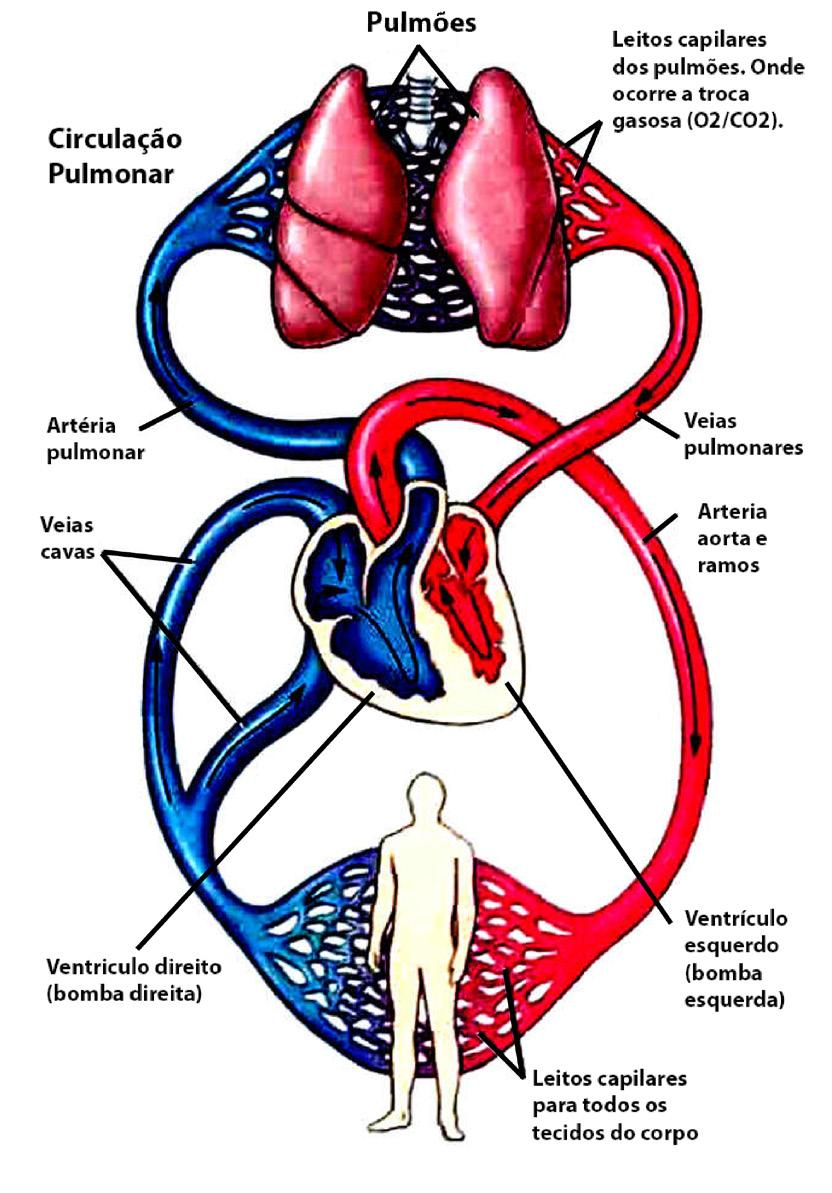 Pulmões
Leitos capilares
dos pulmões. Onde
ocorre a troca
gasosa (O2/CO2).
Circulação
Pulmonar
Artéria
pulmonar
Veias
pulmonares
Veias
cavas
Arteria
aorta e
ramos
Ventriculo direito
(bomba direita)
Ventrículo
esquerdo
(bomba
esquerda)
Leitos capilares
para todos os
tecidos do corpo